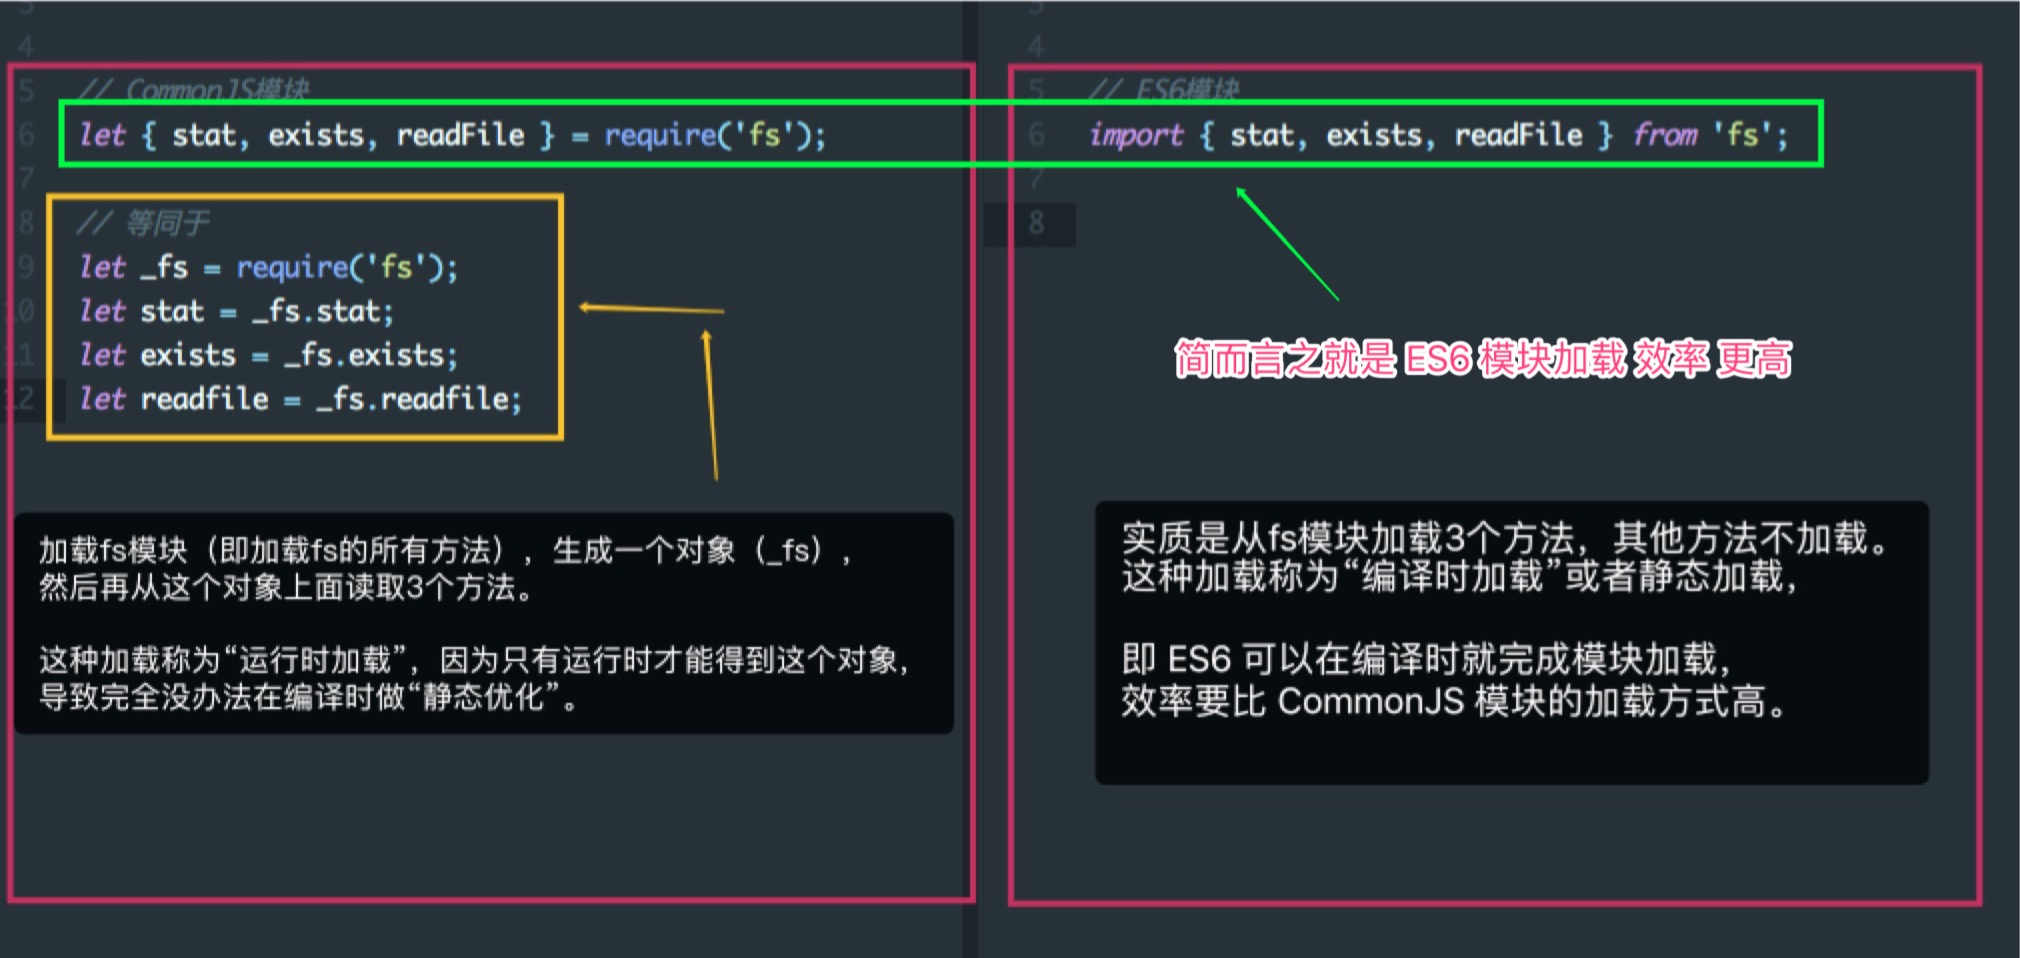 3
4
5 // CommonJS模块
6 let { stat, exists, readFile } = require('fs');
7
8 // 等同于
9 let _fs = require('fs');
10 let stat = _fs.stat;
11 let exists = _fs.exists;
12 let readfile = _fs.readfile;
加载fs模块（即加载fs的所有方法），生成一个对象（_fs），
然后再从这个对象上面读取3个方法。
这种加载称为“运行时加载”，因为只有运行时才能得到这个对象，
导致完全没办法在编译时做“静态优化”。
3
4
5 // ES6模块
6 import { stat, exists, readFile } from 'fs';
7
8
简而言之就是 ES6 模块加载 效率 更高
实质是从fs模块加载3个方法，其他方法不加载。
这种加载称为“编译时加载”或者静态加载，
即 ES6 可以在编译时就完成模块加载，
效率要比 CommonJS 模块的加载方式高。